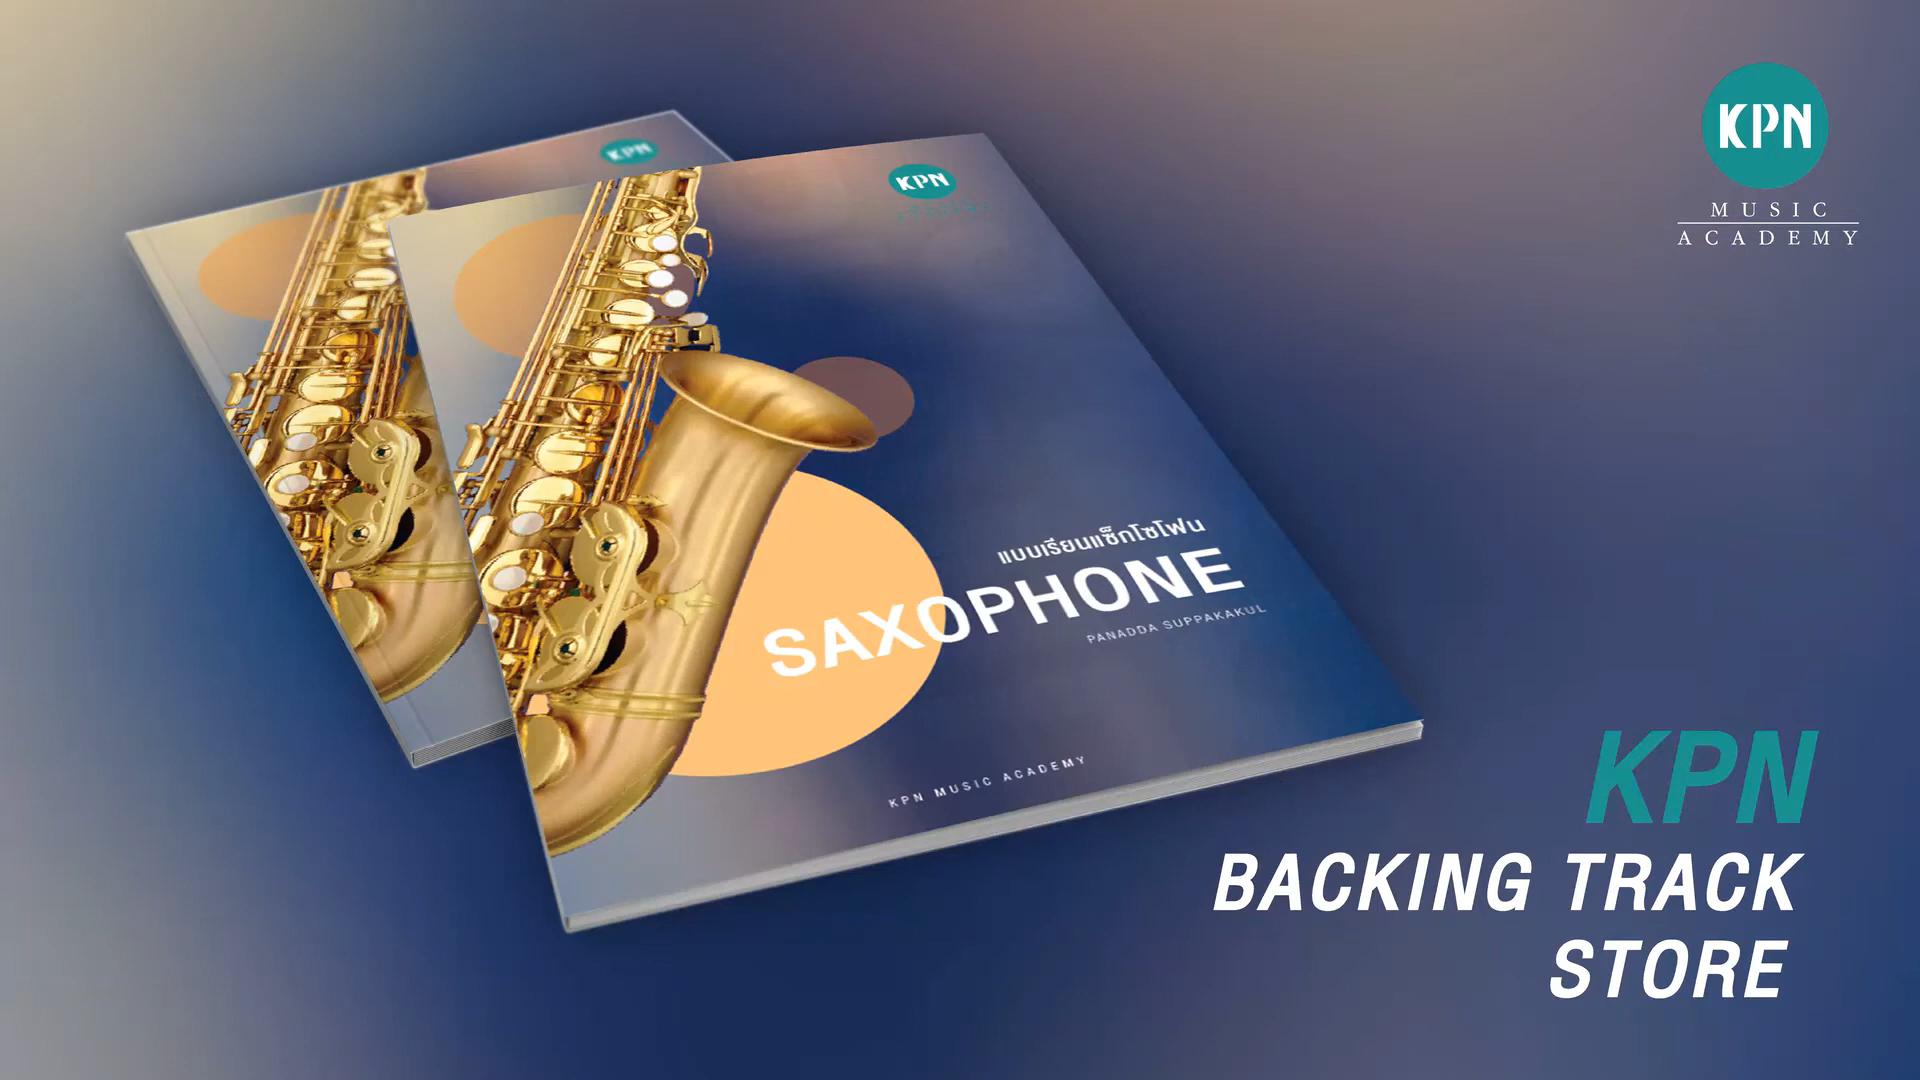 KPN
MUSIC
ACADEMY
KPN
KPN
แบบเรียนแซ็กโซโฟน
SAXOPHONE
PANADDA SUPPAKAKUL
KPN MUSIC ACADEMY
KPN
BACKING TRACK
STORE